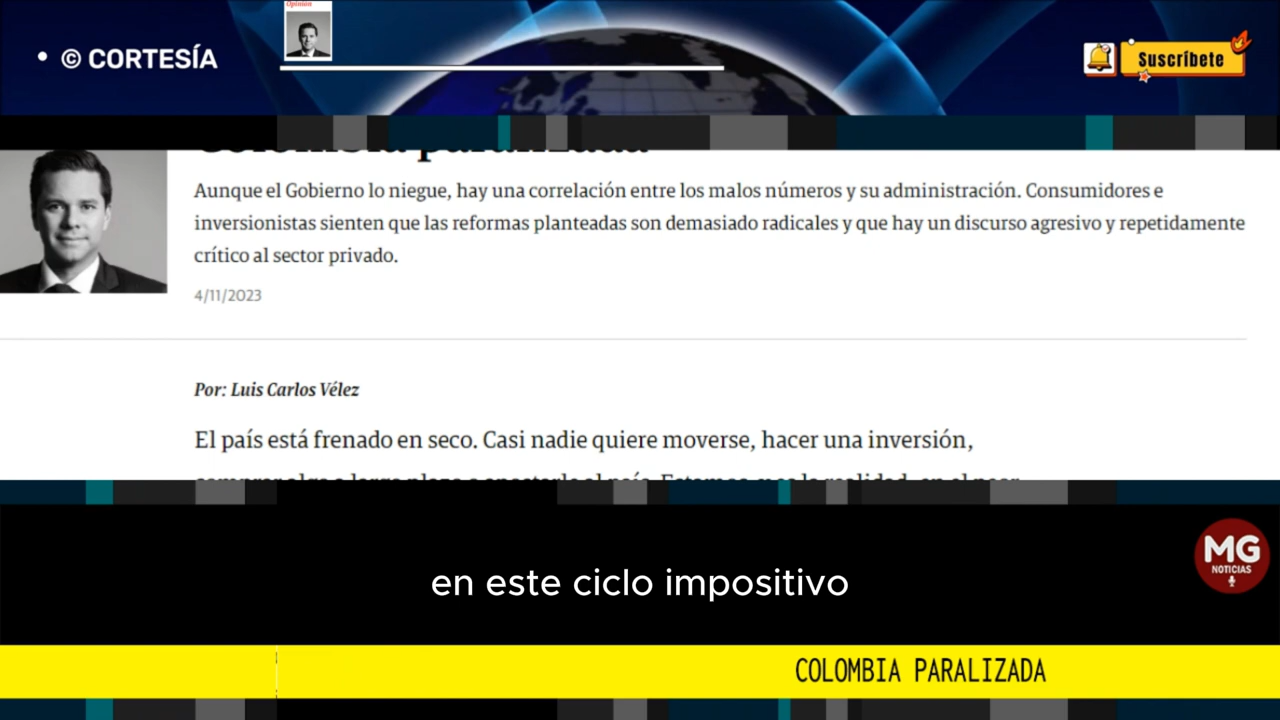 Opinión
• © CORTESÍA
Suscríbete
Colombia paralizada
Aunque el Gobierno lo niegue, hay una correlación entre los malos números y su administración. Consumidores e
inversionistas sienten que las reformas planteadas son demasiado radicales y que hay un discurso agresivo y repetidamente
crítico al sector privado.
4/11/2023
Por: Luis Carlos Vélez
El país está frenado en seco. Casi nadie quiere moverse, hacer una inversión,
en este ciclo impositivo
MG
NOTICIAS
COLOMBIA PARALIZADA